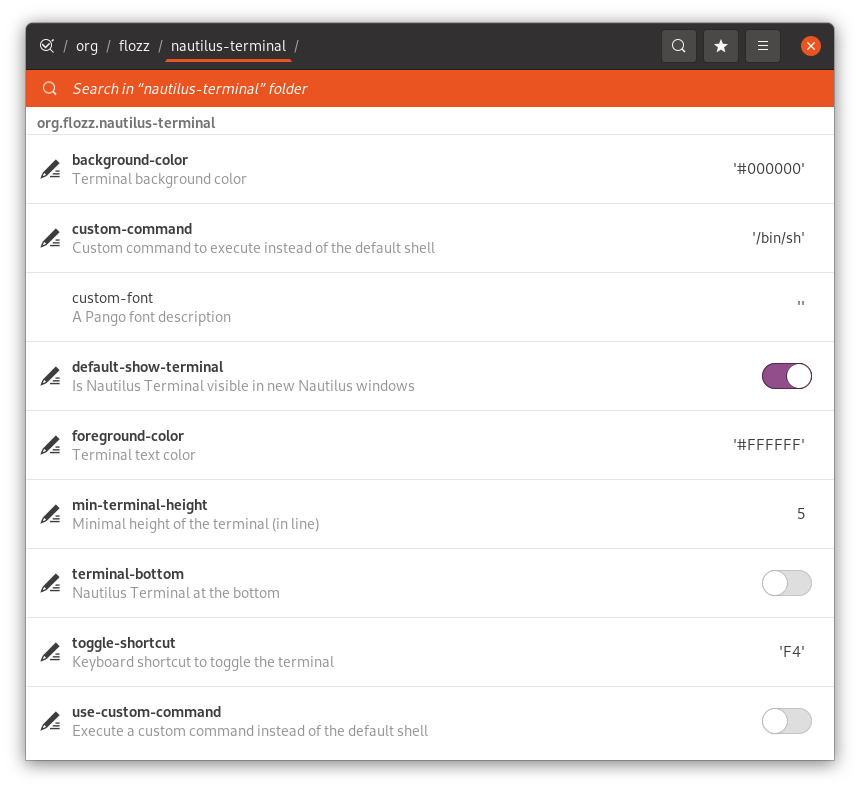 / org / flozz / nautilus-terminal /
Search in “nautilus-terminal” folder
org.flozz.nautilus-terminal
background-color
Terminal background color
'#000000'
custom-command
Custom command to execute instead of the default shell
'/bin/sh'
custom-font
A Pango font description
''
default-show-terminal
Is Nautilus Terminal visible in new Nautilus windows
foreground-color
Terminal text color
'#FFFFFF'
min-terminal-height
Minimal height of the terminal (in line)
5
terminal-bottom
Nautilus Terminal at the bottom
toggle-shortcut
Keyboard shortcut to toggle the terminal
'F4'
use-custom-command
Execute a custom command instead of the default shell